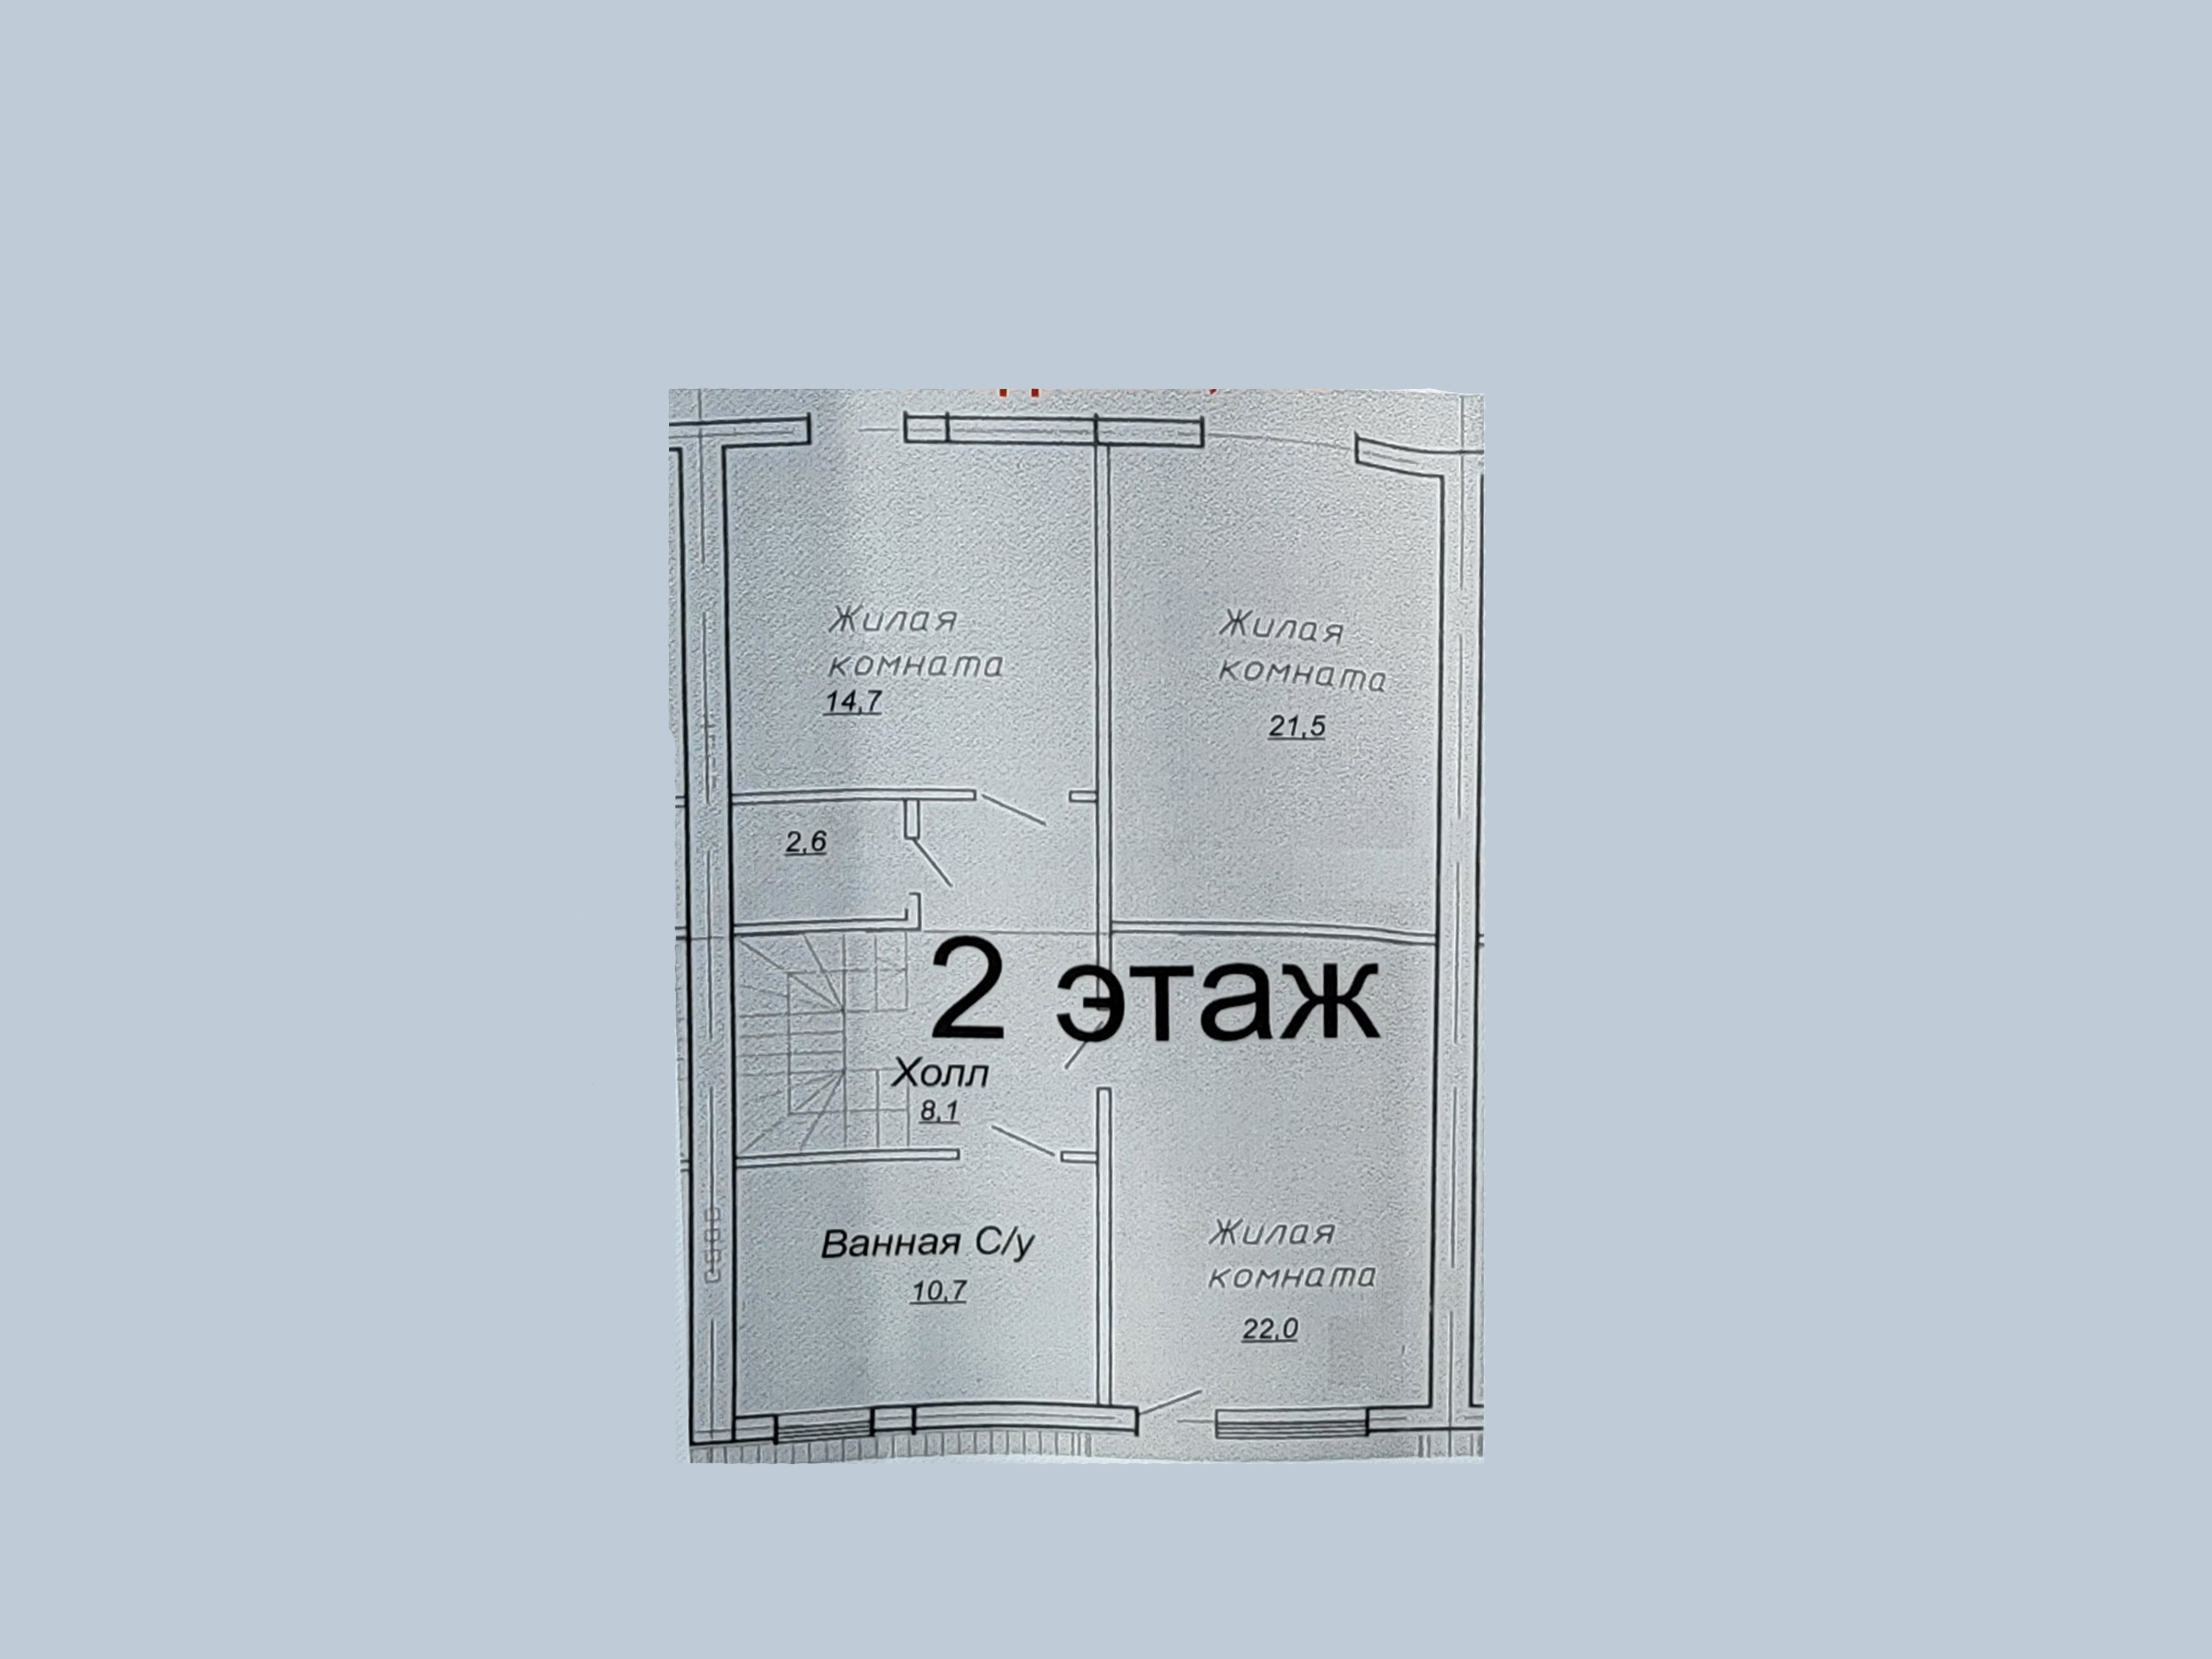 Жилая
комната
14,7
Жилая
комната
21,5
2,6
2 этаж
Холл
8,1
Ванная С/у
10,7
Жилая
комната
22,0